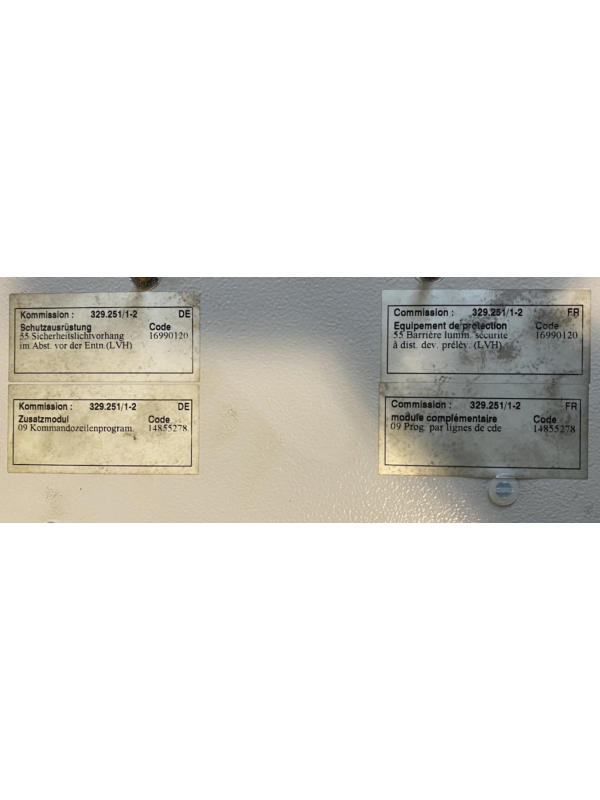 Kommission : 329.251/1-2 DE
Schutzausrüstung Code
55 Sicherheitslichtvorhang 16990120
im Abst. vor der Entn.(LVH)
Kommission : 329.251/1-2 DE
Zusatzmodul Code
09 Kommandozeilenprogram. 14855278
Commission : 329.251/1-2 FR
Equipement de protection Code
55 Barrière lumm. sécurité 16990120
à dist. dev. prélèv. (LVH)
Commission : 329.251/1-2 FR
module complémentaire Code
09 Prog. par lignes de cde 14855278